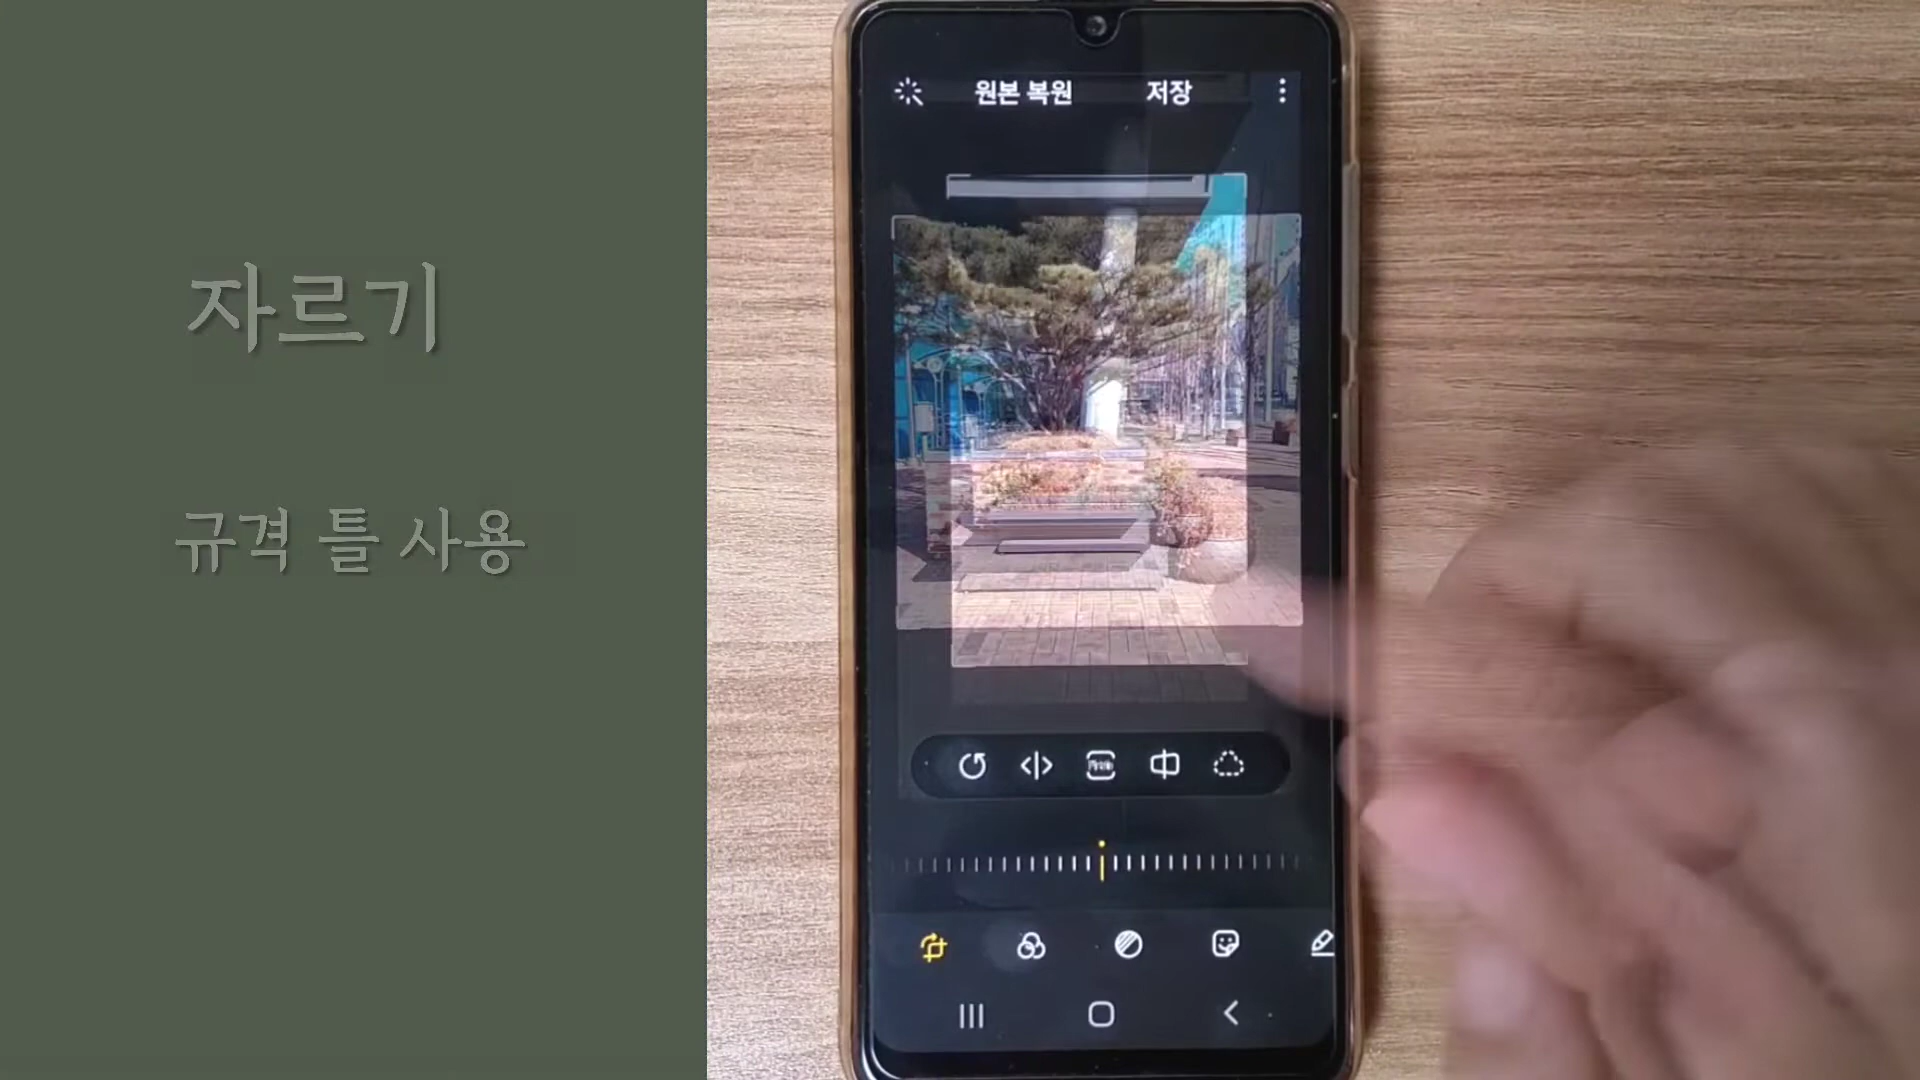 자르기
규격 틀 사용
원본 복원 저장